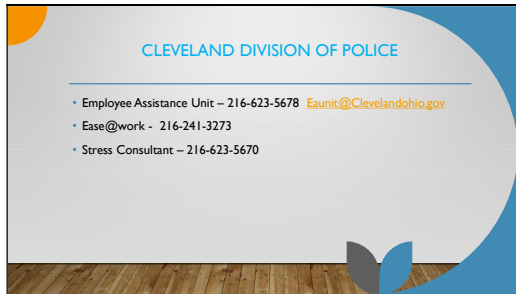 CLEVELAND DIVISION OF POLICE
• Employee Assistance Unit – 216-623-5678 Eaunit@Clevelandohio.gov
• Ease@work - 216-241-3273
• Stress Consultant – 216-623-5670